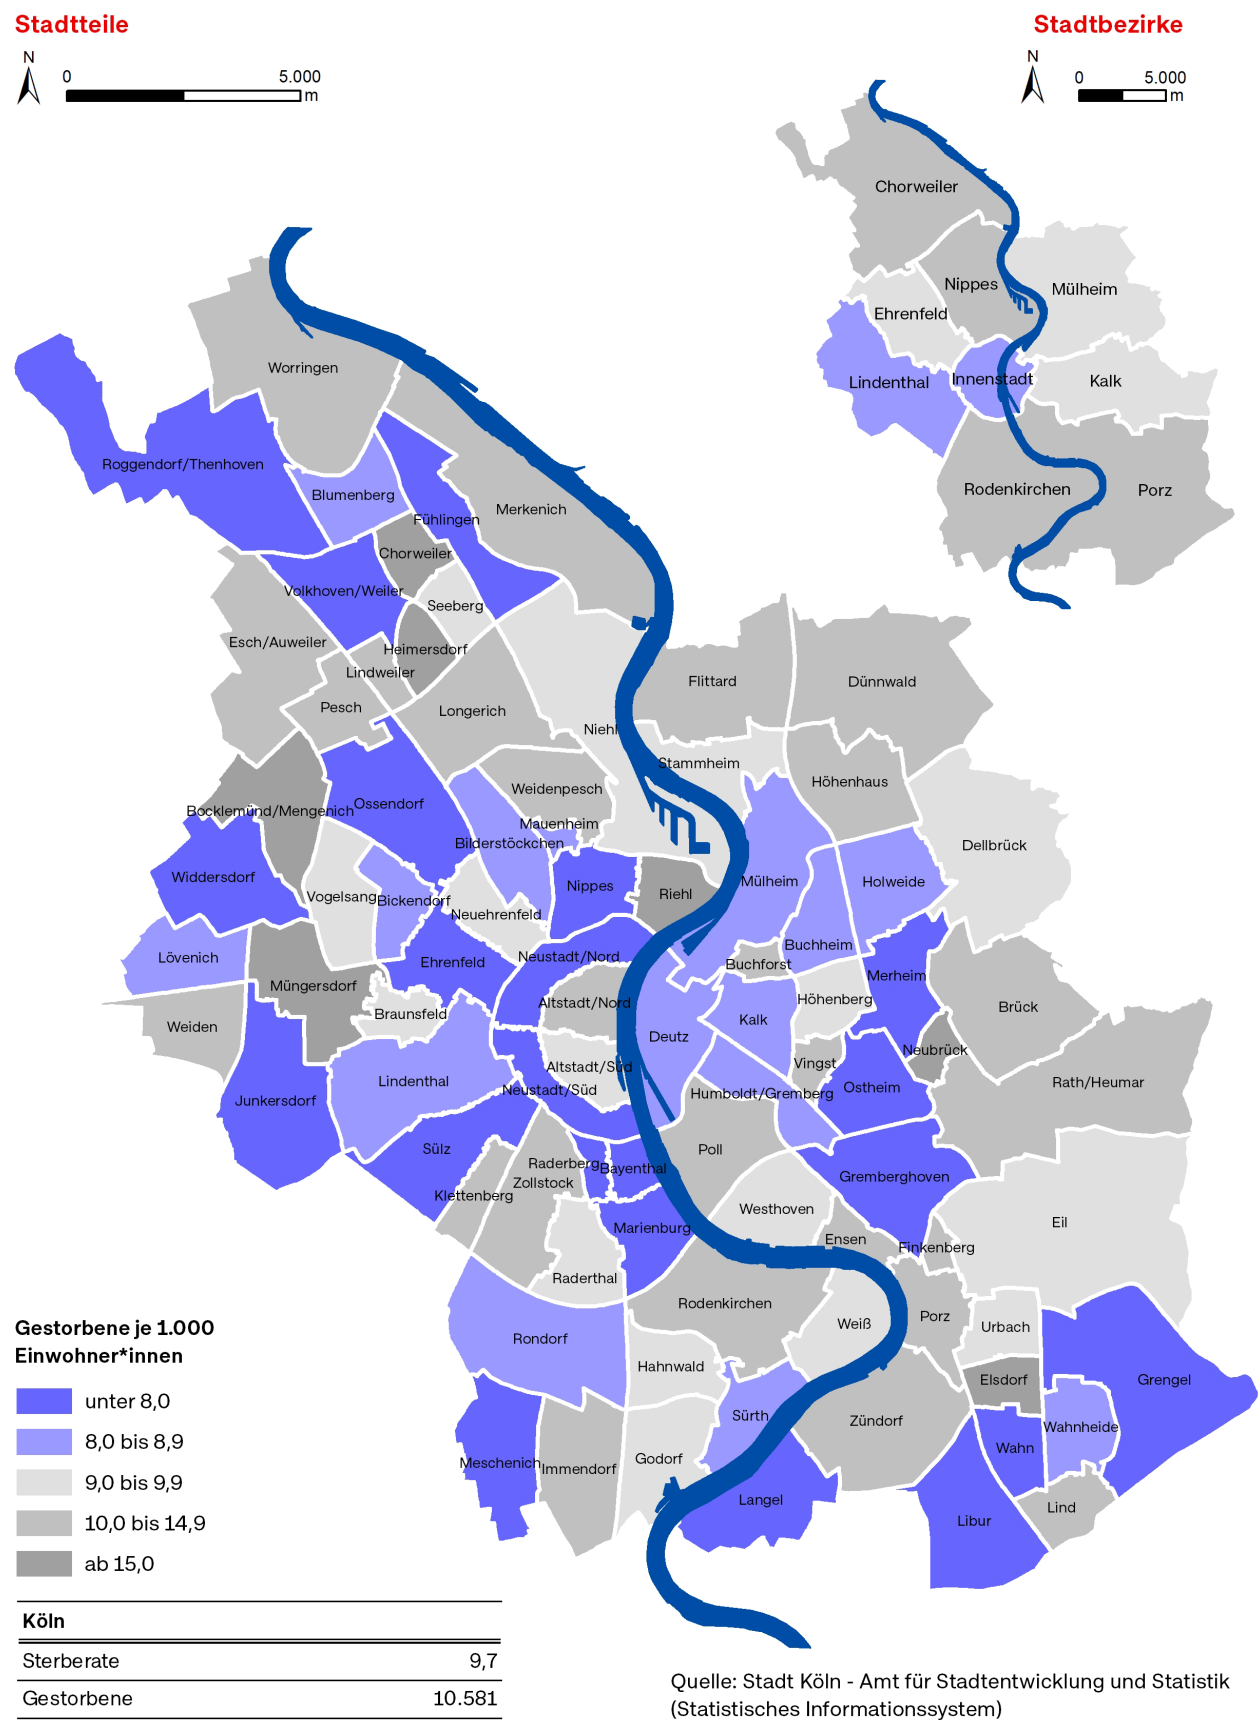 Stadtteile
Stadtbezirke
N
0 5.000
m
N
0 5.000
m
Chorweiler
Nippes
Mülheim
Ehrenfeld
Lindenthal
Innenstadt
Kalk
Rodenkirchen
Porz
Worringen
Roggendorf/Thenhoven
Blumenberg
Fühlingen
Merkenich
Chorweiler
Volkhoven/Weiler
Seeberg
Esch/Auweiler
Heimersdorf
Lindweiler
Pesch
Longerich
Flittard
Dünnwald
Niehl
Stammheim
Höhenhaus
Weidenpesch
Bocklemünd/Mengenich
Ossendorf
Mauenheim
Bilderstöckchen
Dellbrück
Widdersdorf
Nippes
Riehl
Mülheim
Holweide
Vogelsang
Bickendorf
Neuehrenfeld
Buchheim
Lövenich
Ehrenfeld
Neustadt/Nord
Buchforst
Merheim
Müngersdorf
Altstadt/Nord
Höhenberg
Brück
Braunsfeld
Weiden
Kalk
Deutz
Neubrück
Vingst
Altstadt/Süd
Lindenthal
Rath/Heumar
Neustadt/Süd
Humboldt/Gremberg
Ostheim
Junkersdorf
Sülz
Poll
Raderberg
Bayenthal
Zollstock
Gremberghoven
Klettenberg
Westhoven
Marienburg
Ensen
Finkenberg
Eil
Raderthal
Rodenkirchen
Porz
Weiß
Urbach
Rondorf
Hahnwald
Elsdorf
Grengel
Sürth
Zündorf
Wahnheide
Wahn
Meschenich
Immendorf
Godorf
Langel
Lind
Libur
Gestorbene je 1.000
Einwohner*innen
unter 8,0
8,0 bis 8,9
9,0 bis 9,9
10,0 bis 14,9
ab 15,0
Köln
Sterberate 9,7
Gestorbene 10.581
Quelle: Stadt Köln - Amt für Stadtentwicklung und Statistik
(Statistisches Informationssystem)